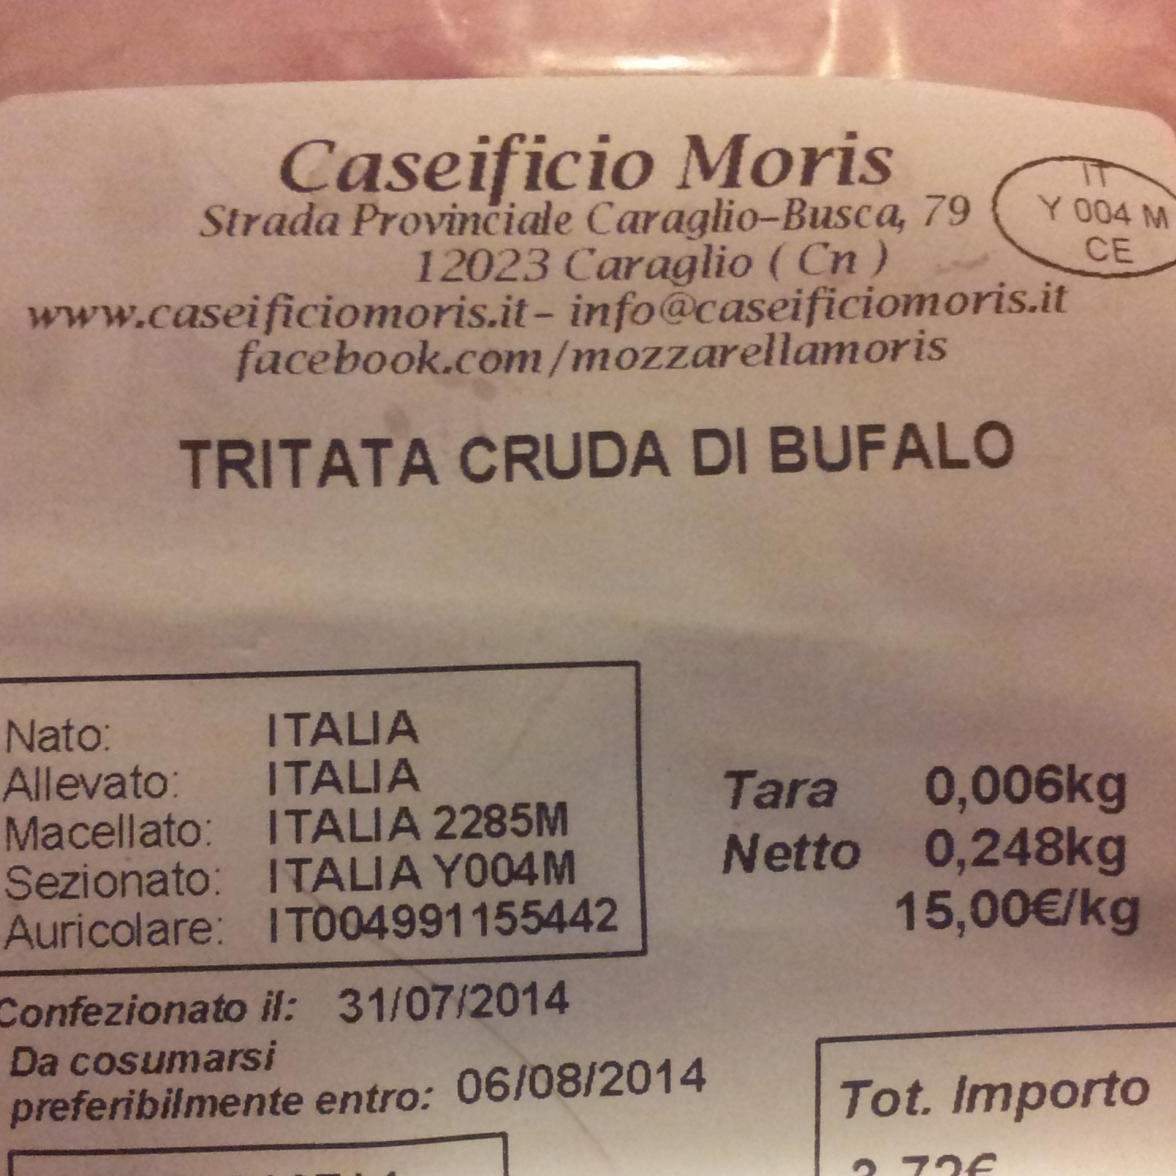 Caseificio Moris
Strada Provinciale Caraglio-Busca, 79
12023 Caraglio ( Cn )
www.caseificiomoris.it- info@caseificiomoris.it
facebook.com/mozzarellamoris
IT
Y 004 M
CE
TRITATA CRUDA DI BUFALO
Nato: ITALIA
Allevato: ITALIA
Macellato: ITALIA 2285M
Sezionato: ITALIA Y004M
Auricolare: IT004991155442
Tara 0,006kg
Netto 0,248kg
15,00€/kg
Confezionato il: 31/07/2014
Da cosumarsi
preferibilmente entro: 06/08/2014
Tot. Importo
3,72€